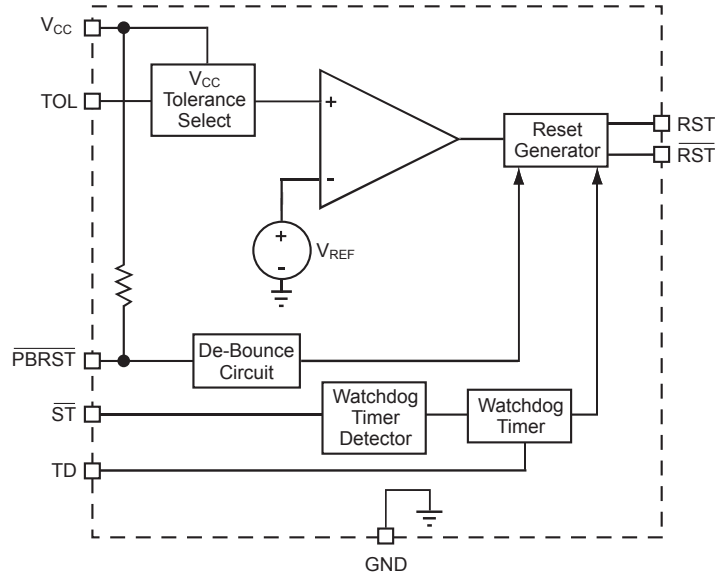 VCC
TOL
VCC
Tolerance
Select
+
-
+
-
VREF
Reset
Generator
RST
RST
PBRST
De-Bounce
Circuit
ST
Watchdog
Timer
Detector
Watchdog
Timer
TD
GND